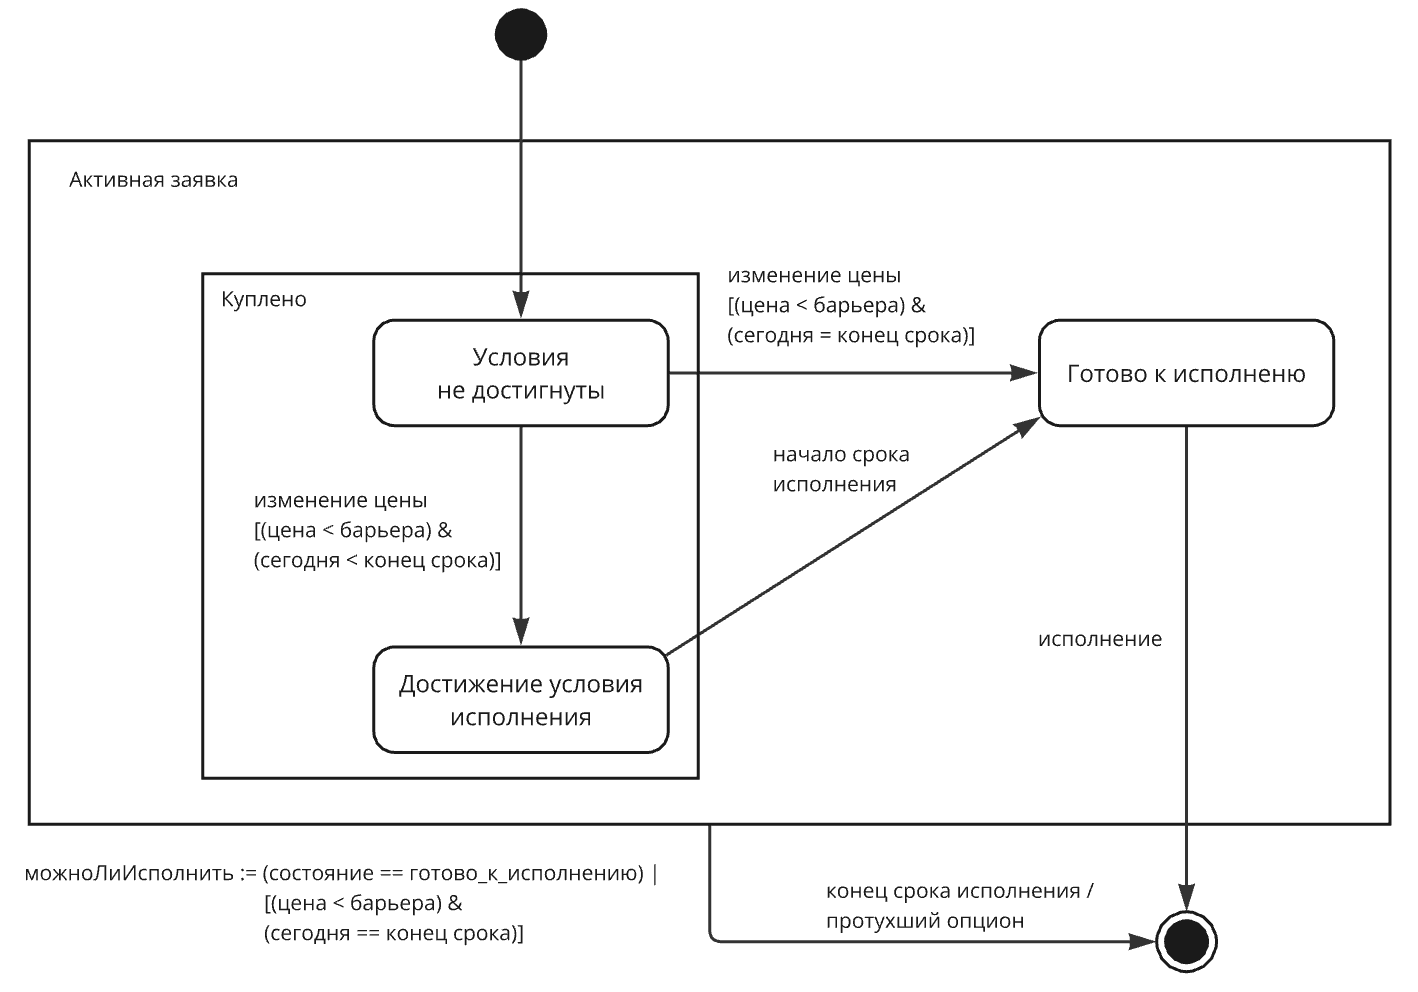 Активная заявка
Куплено
Условия
не достигнуты
изменение цены
[(цена < барьера) &
(сегодня = конец срока)]
Готово к исполненю
начало срока
исполнения
изменение цены
[(цена < барьера) &
(сегодня < конец срока)]
исполнение
Достижение условия
исполнения
можноЛиИсполнить := (состояние == готово_к_исполнению) |
[(цена < барьера) &
(сегодня == конец срока)]
конец срока исполнения /
протухший опцион